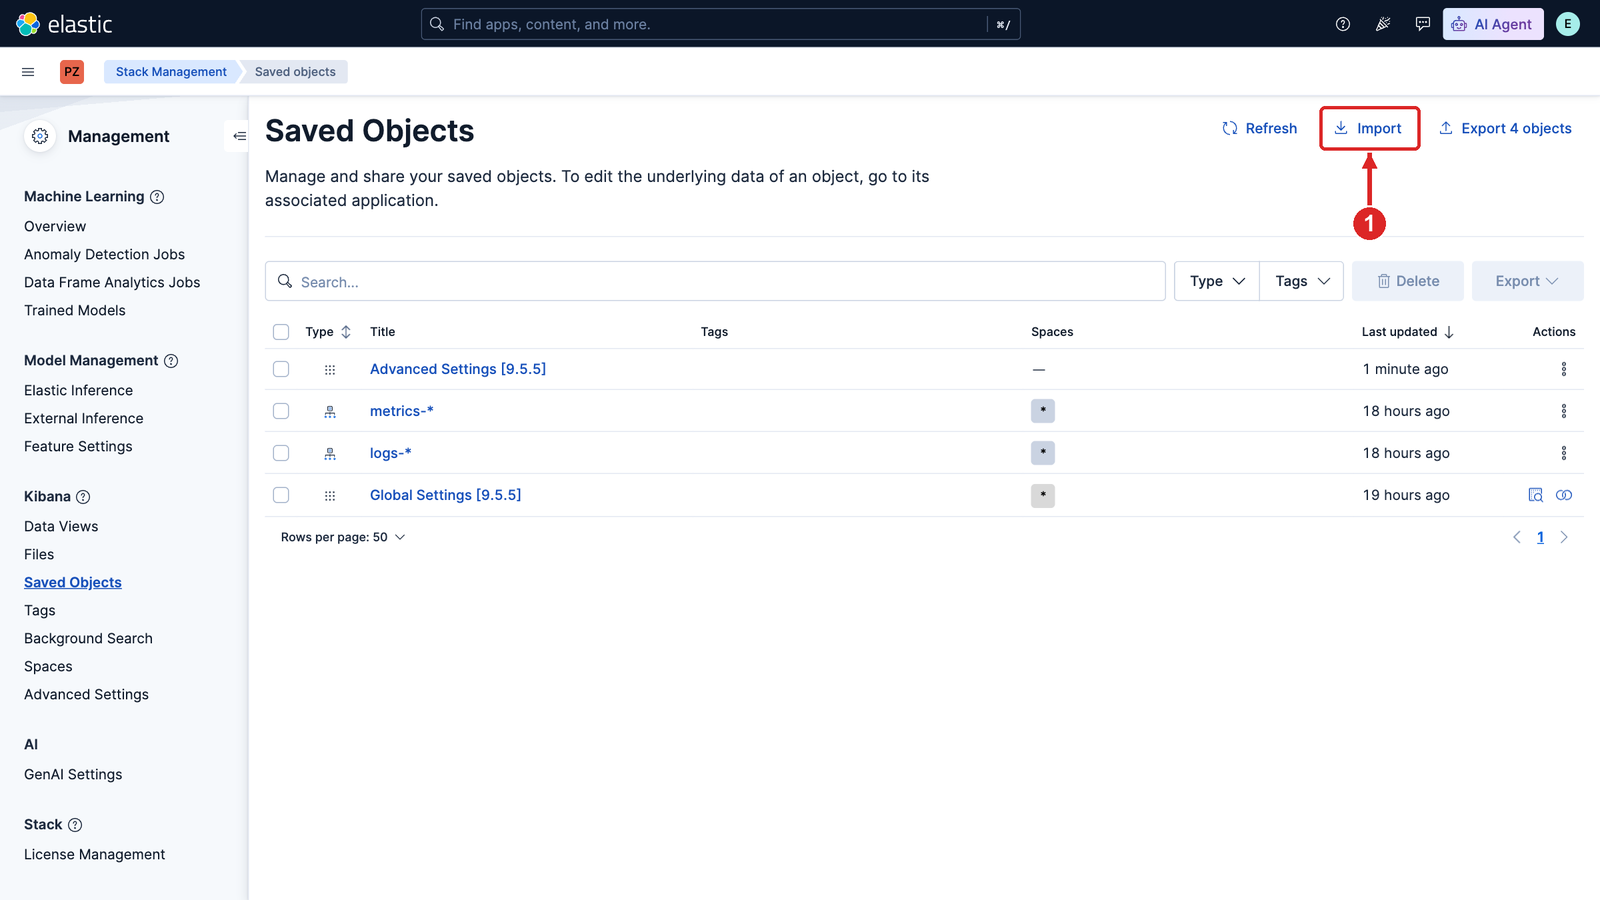 elastic
Find apps, content, and more.
⌘/
AI Agent
E
PZ
Stack Management
Saved objects
Management
Machine Learning
Overview
Anomaly Detection Jobs
Data Frame Analytics Jobs
Trained Models
Model Management
Elastic Inference
External Inference
Feature Settings
Kibana
Data Views
Files
Saved Objects
Tags
Background Search
Spaces
Advanced Settings
AI
GenAI Settings
Stack
License Management
Saved Objects
Refresh
Import
Export 4 objects
1
Manage and share your saved objects. To edit the underlying data of an object, go to its
associated application.
Search...
Type
Tags
Delete
Export
Type Title Tags Spaces Last updated Actions
Advanced Settings [9.5.5] — 1 minute ago
metrics-* * 18 hours ago
logs-* * 18 hours ago
Global Settings [9.5.5] * 19 hours ago
Rows per page: 50
1